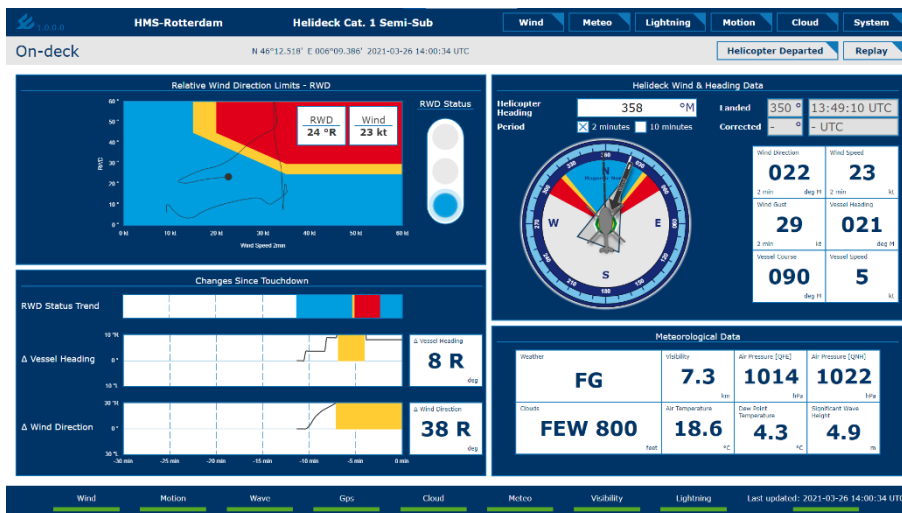 1.0.0.0
HMS-Rotterdam
Helideck Cat. 1 Semi-Sub
Wind
Meteo
Lightning
Motion
Cloud
System
On-deck
N 46°12.518' E 006°09.386' 2021-03-26 14:00:34 UTC
Helicopter Departed
Replay
Relative Wind Direction Limits - RWD
RWD
24 °R
Wind
23 kt
RWD Status
60°
50°
40°
30°
20°
10°
0°
RWD
0 kt
10 kt
20 kt
30 kt
40 kt
50 kt
60 kt
Wind Speed 2min
Helideck Wind & Heading Data
Helicopter
Heading
358 °M
Landed
350 °
13:49:10 UTC
Period
2 minutes
10 minutes
Corrected
- °
- UTC
N
E
S
W
360
030
060
090
150
180
210
240
270
300
330
Wind Direction
022
2 min deg M
Wind Speed
23
2 min kt
Wind Gust
29
2 min kt
Vessel Heading
021
deg M
Vessel Course
090
deg M
Vessel Speed
5
kt
Changes Since Touchdown
RWD Status Trend
Δ Vessel Heading
10 °R
0°
10 °L
Δ Vessel Heading
8 R
deg
Δ Wind Direction
30 °R
0°
30 °L
Δ Wind Direction
38 R
deg
-30 min
-25 min
-20 min
-15 min
-10 min
-5 min
0 min
Meteorological Data
Weather
FG
Visibility
7.3
km
Air Pressure [QFE]
1014
hPa
Air Pressure [QNH]
1022
hPa
Clouds
FEW 800
feet
Air Temperature
18.6
°C
Dew Point
Temperature
4.3
°C
Significant Wave
Height
4.9
m
Wind
Motion
Wave
Gps
Cloud
Meteo
Visibility
Lightning
Last updated: 2021-03-26 14:00:34 UTC